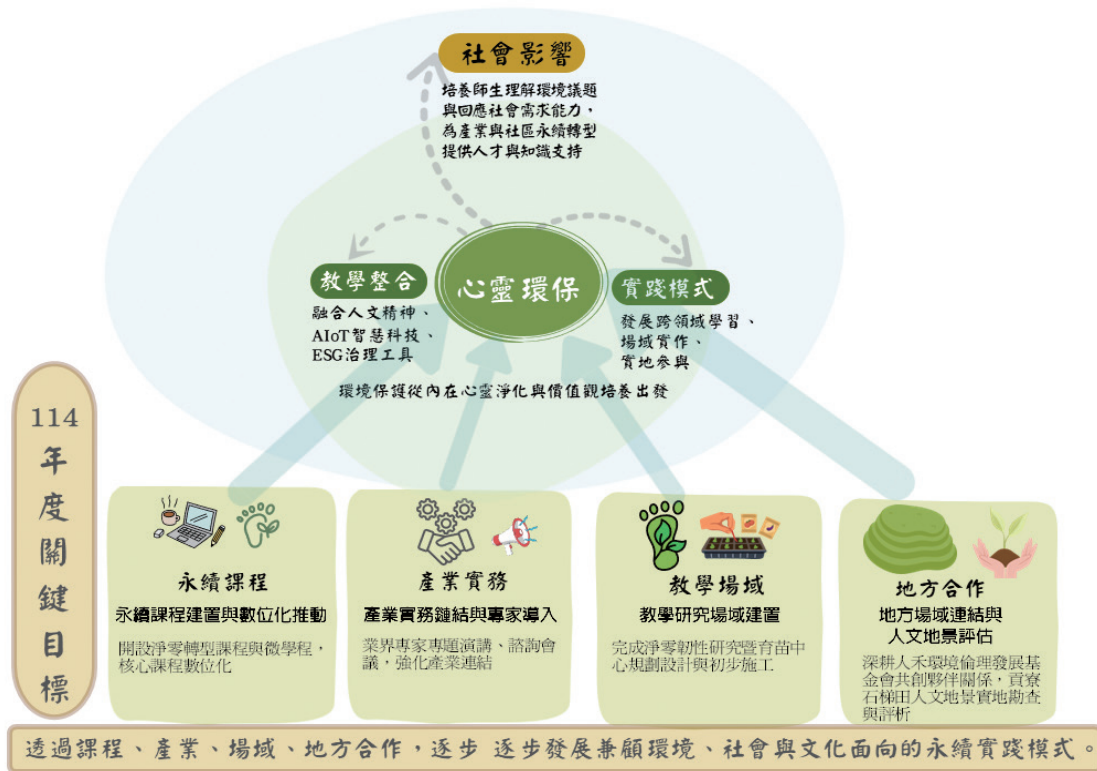 社會影響
培養師生理解環境議題
與回應社會需求能力，
為產業與社區永續轉型
提供人才與知識支持
心靈環保
教學整合
融合人文精神、
AIoT智慧科技、
ESG治理工具
實踐模式
發展跨領域學習、
場域實作、
實地參與
環境保護從內在心靈淨化與價值觀培養出發
114
年
度
關
鍵
目
標
永續課程
永續課程建置與數位化推動
開設淨零轉型課程與微學程，
核心課程數位化
產業實務
產業實務鏈結與專家導入
業界專家專題演講、諮詢會
議，強化產業連結
教學場域
教學研究場域建置
完成淨零韌性研究暨育苗中
心規劃設計與初步施工
地方合作
地方場域連結與
人文地景評估
深耕人禾環境倫理發展基
金會共創夥伴關係，貢寮
石梯田人文地景實地勘查
與評析
透過課程、產業、場域、地方合作，逐步 逐步發展兼顧環境、社會與文化面向的永續實踐模式。